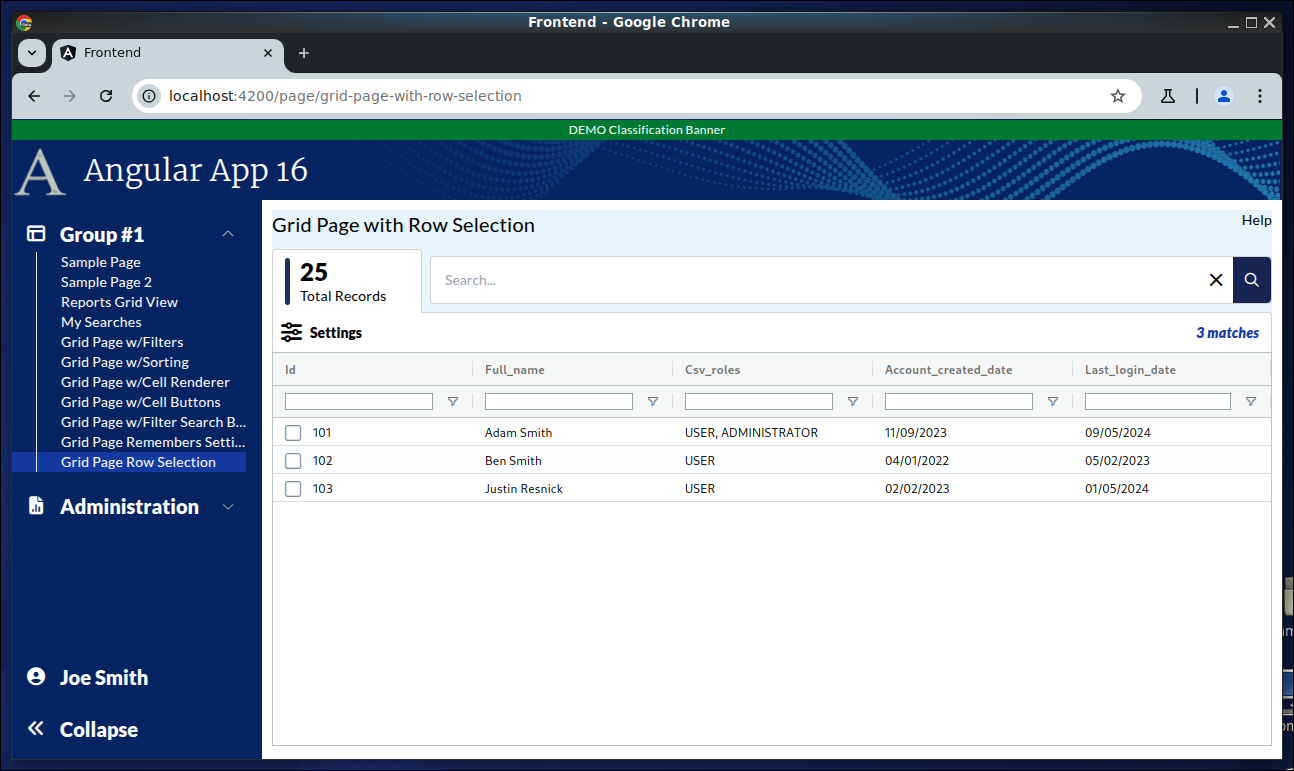 Frontend - Google Chrome
Frontend
localhost:4200/page/grid-page-with-row-selection
DEMO Classification Banner
A Angular App 16
Group #1
Sample Page
Sample Page 2
Reports Grid View
My Searches
Grid Page w/Filters
Grid Page w/Sorting
Grid Page w/Cell Renderer
Grid Page w/Cell Buttons
Grid Page w/Filter Search B...
Grid Page Remembers Setti...
Grid Page Row Selection
Administration
Joe Smith
Collapse
Grid Page with Row Selection
Help
25
Total Records
Search...
Settings
3 matches
Id Full_name Csv_roles Account_created_date Last_login_date
101 Adam Smith USER, ADMINISTRATOR 11/09/2023 09/05/2024
102 Ben Smith USER 04/01/2022 05/02/2023
103 Justin Resnick USER 02/02/2023 01/05/2024